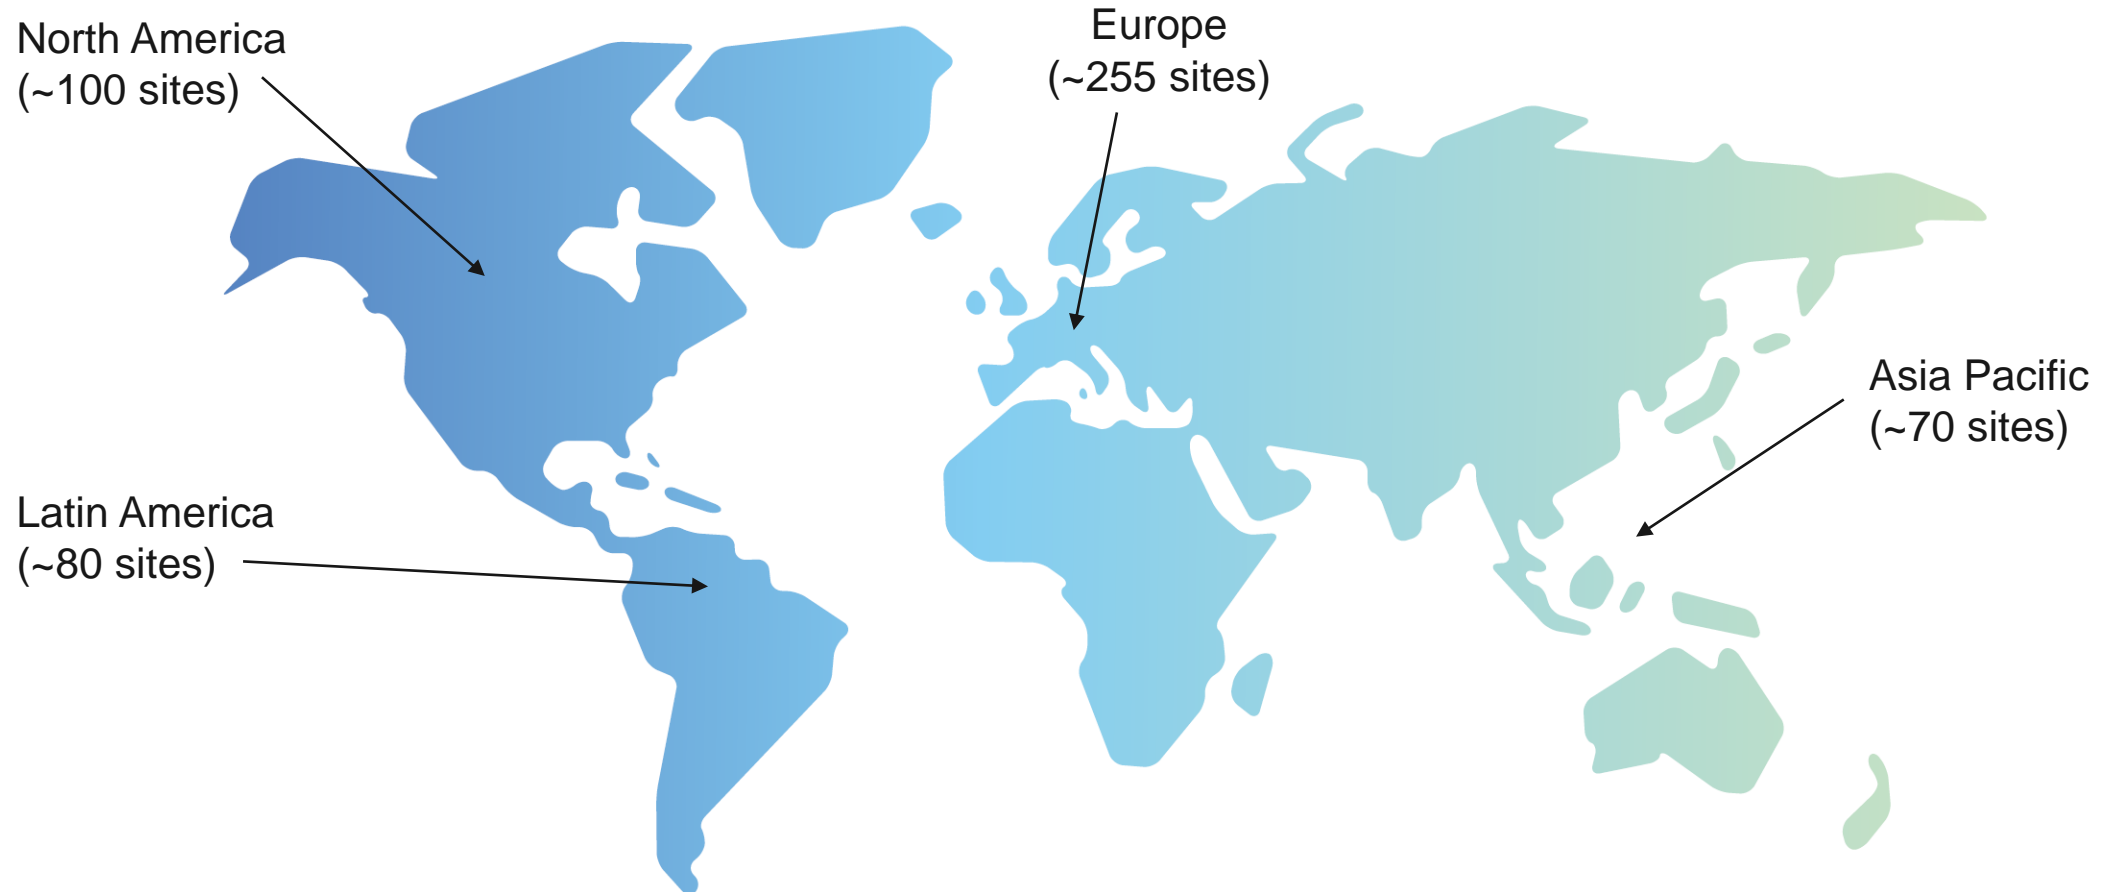 North America
(~100 sites)
Europe
(~255 sites)
Asia Pacific
(~70 sites)
Latin America
(~80 sites)